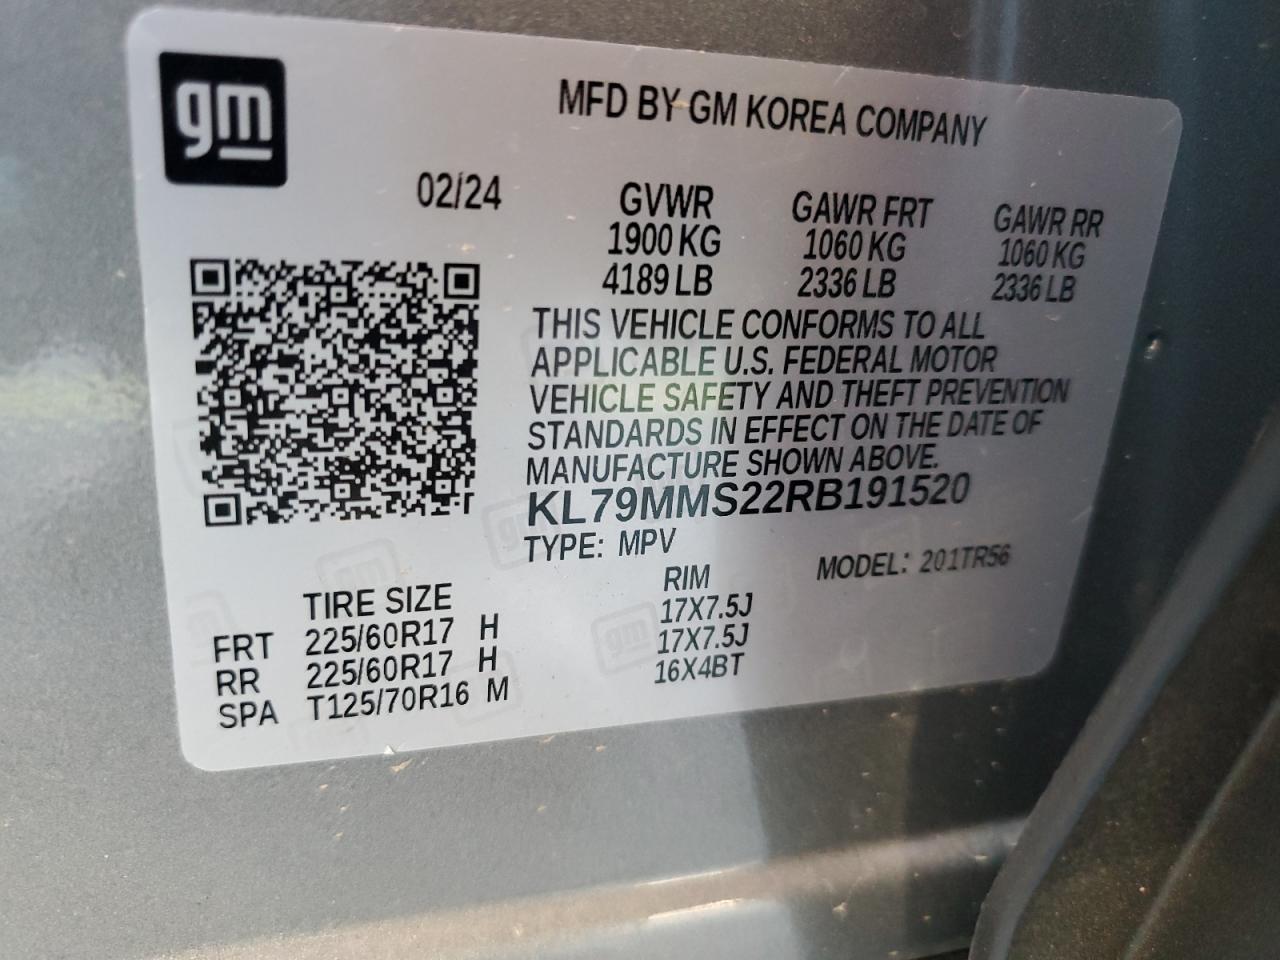 gm
MFD BY GM KOREA COMPANY
02/24
GVWR GAWR FRT GAWR RR
1900 KG 1060 KG 1060 KG
4189 LB 2336 LB 2336 LB
THIS VEHICLE CONFORMS TO ALL
APPLICABLE U.S. FEDERAL MOTOR
VEHICLE SAFETY AND THEFT PREVENTION
STANDARDS IN EFFECT ON THE DATE OF
MANUFACTURE SHOWN ABOVE.
KL79MMS22RB191520
TYPE: MPV MODEL: 201TR56
TIRE SIZE RIM
FRT 225/60R17 H 17X7.5J
RR 225/60R17 H 17X7.5J
SPA T125/70R16 M 16X4BT